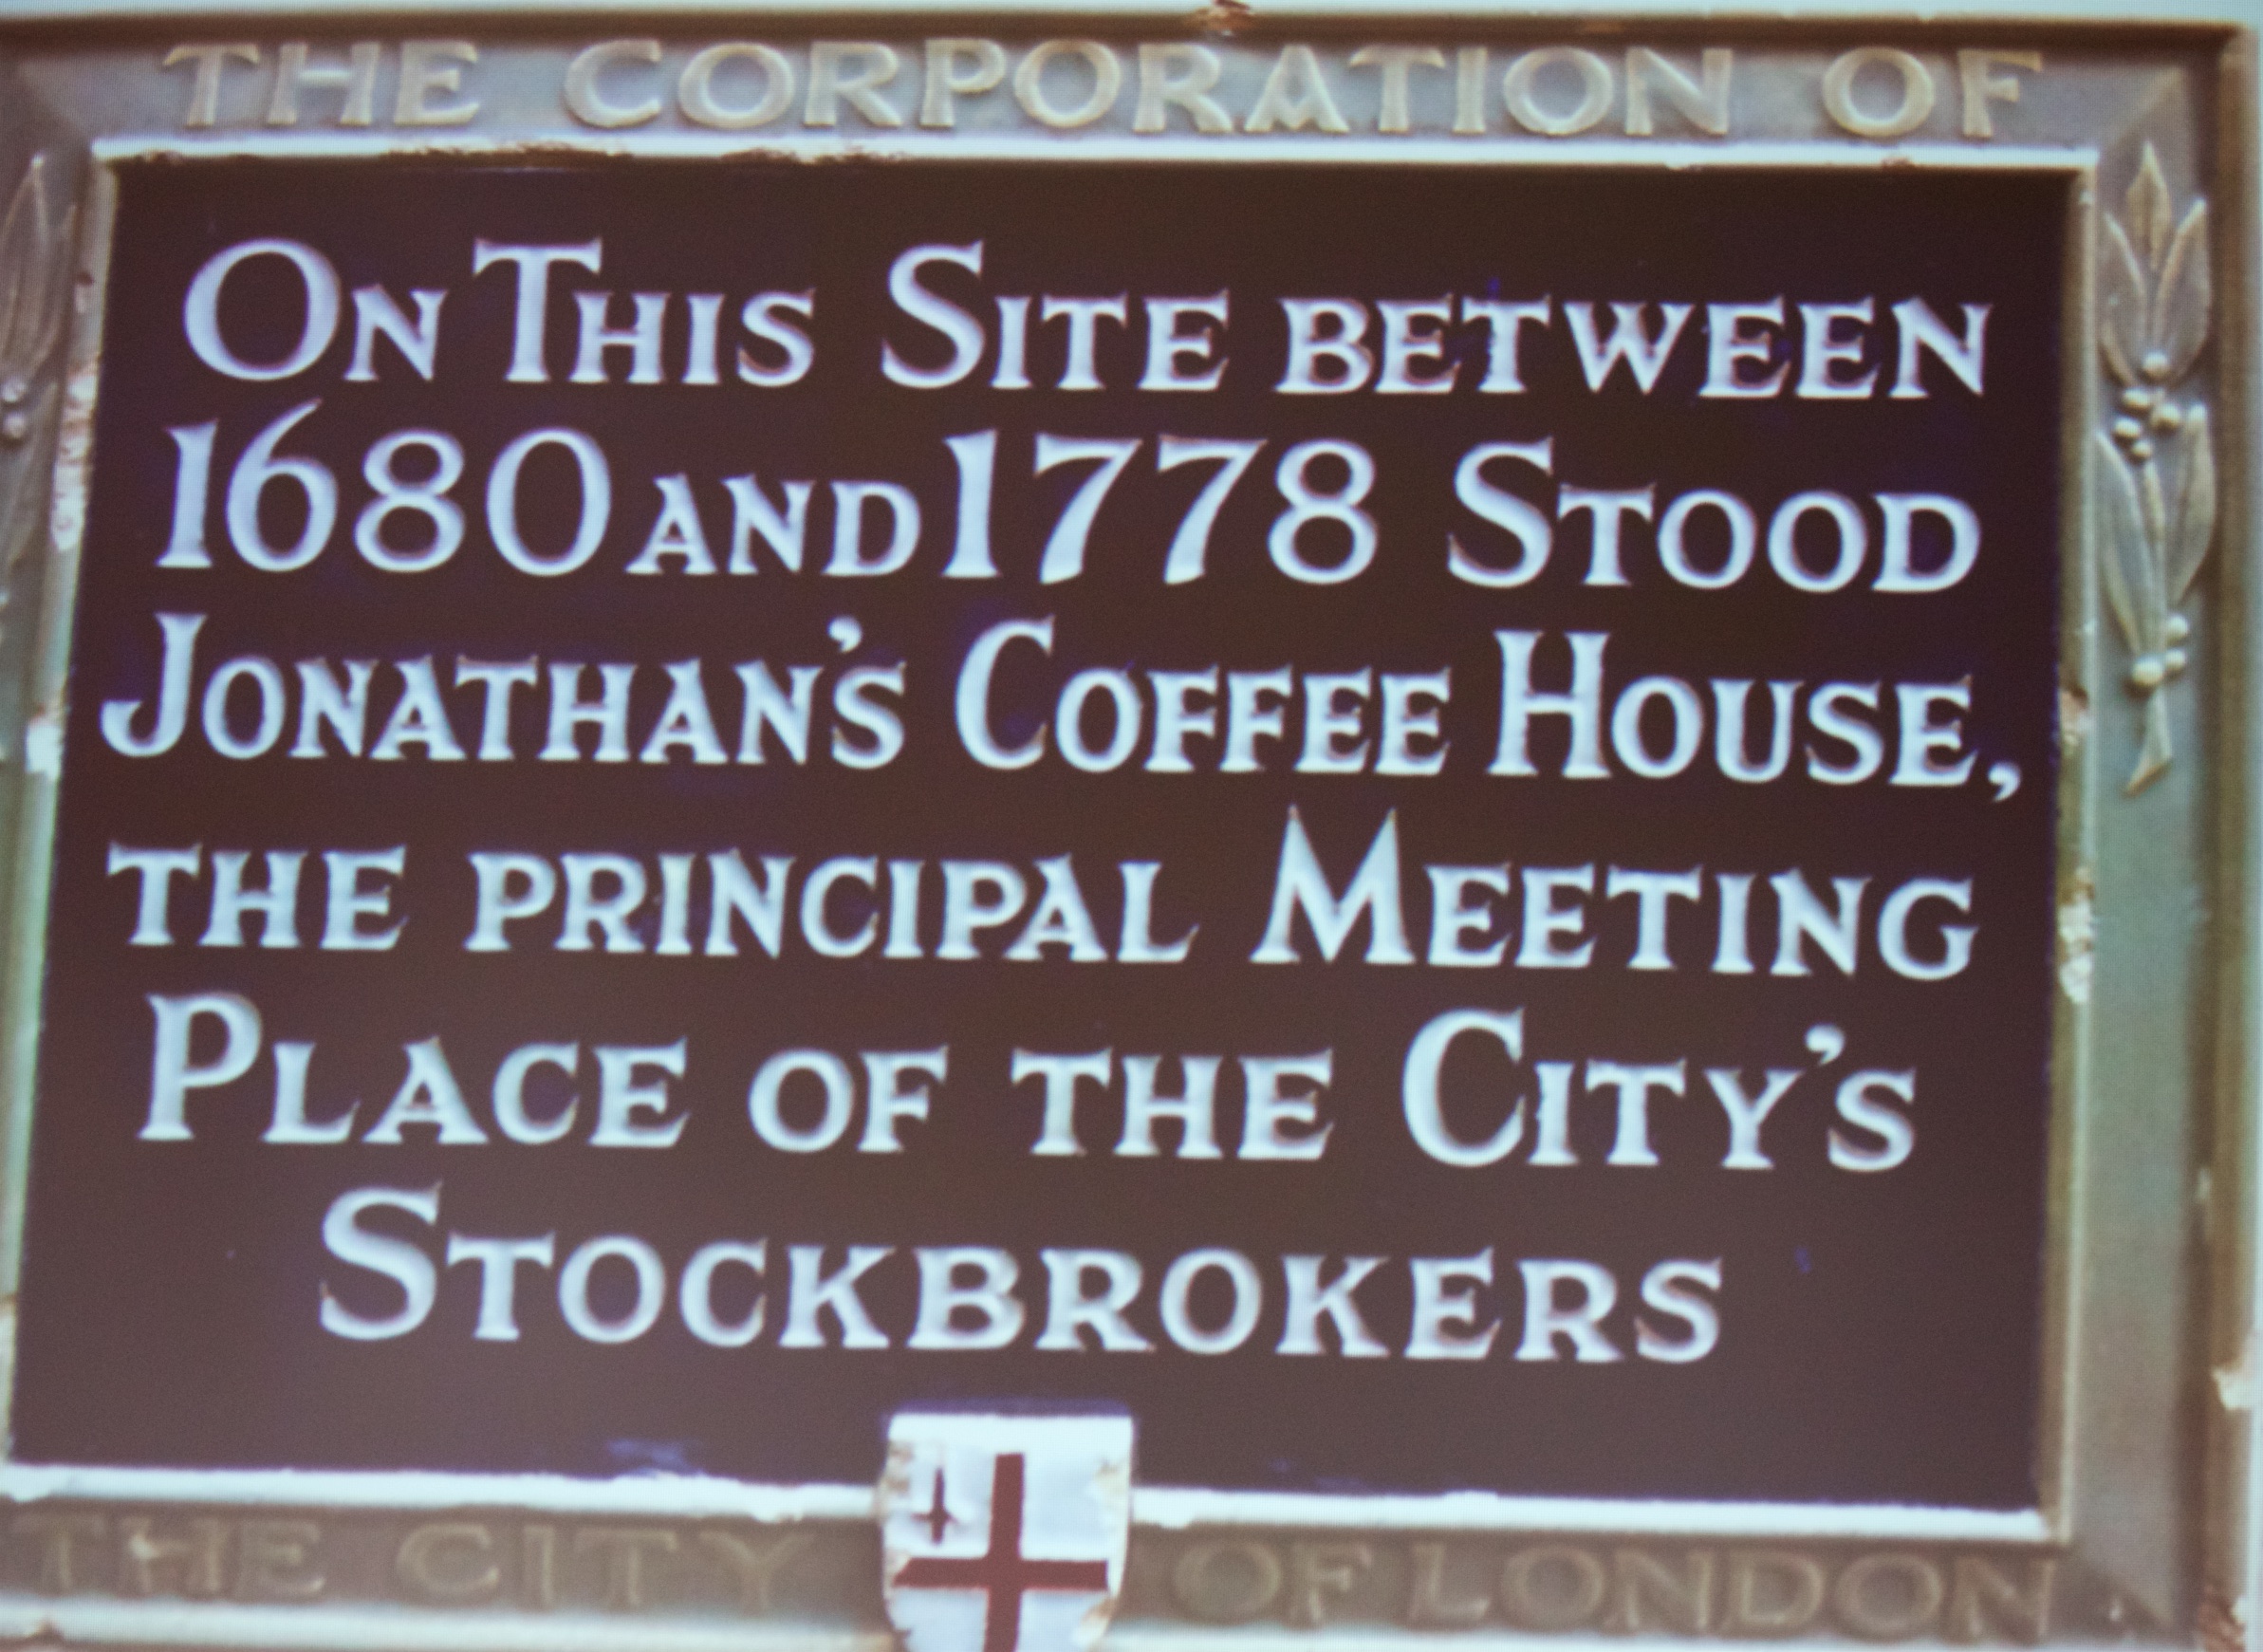 THE CORPORATION OF
ON THIS SITE BETWEEN
1680 AND 1778 STOOD
JONATHAN'S COFFEE HOUSE,
THE PRINCIPAL MEETING
PLACE OF THE CITY'S
STOCKBROKERS
THE CITY OF LONDON